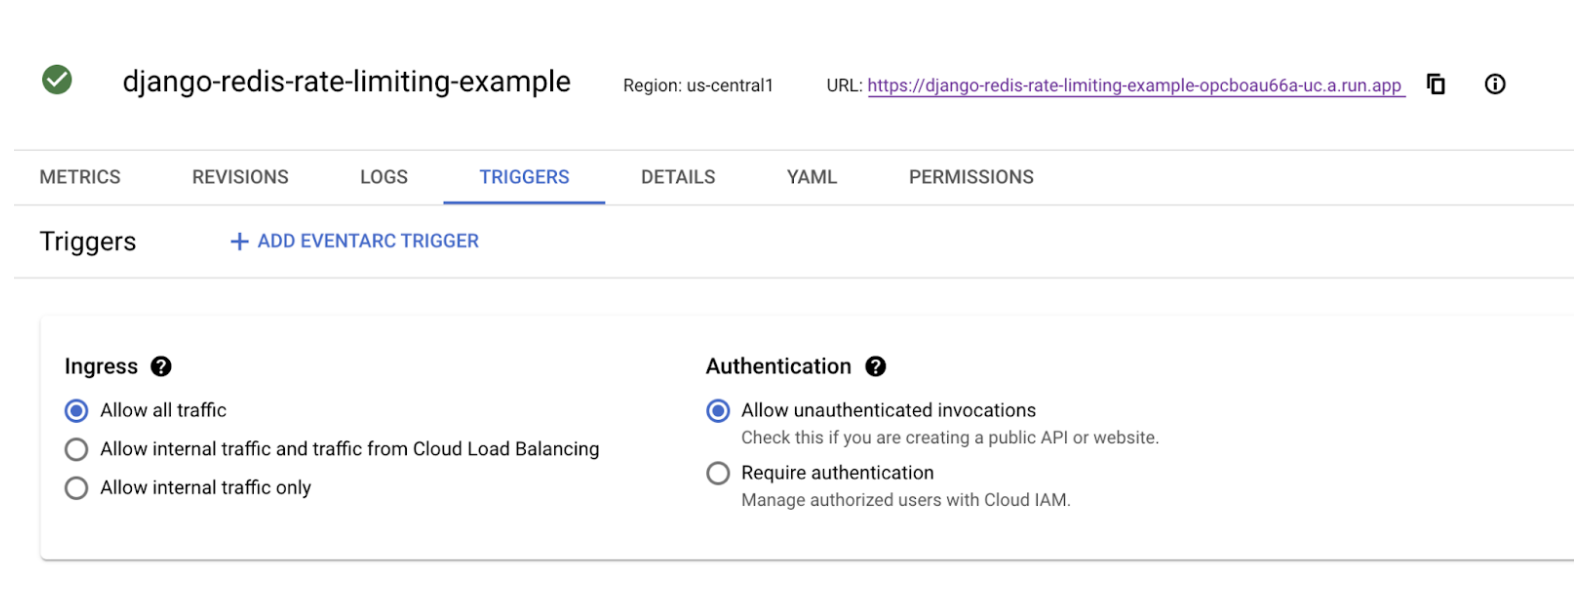 django-redis-rate-limiting-example Region: us-central1 URL: https://django-redis-rate-limiting-example-opcboau66a-uc.a.run.app
METRICS REVISIONS LOGS TRIGGERS DETAILS YAML PERMISSIONS
Triggers + ADD EVENTARC TRIGGER
Ingress ? Authentication ?
Allow all traffic Allow unauthenticated invocations
Check this if you are creating a public API or website.
Allow internal traffic and traffic from Cloud Load Balancing
Require authentication
Allow internal traffic only
Manage authorized users with Cloud IAM.